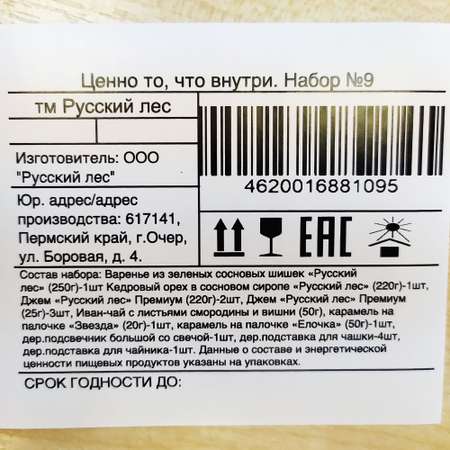 Ценно то, что внутри. Набор №9
тм Русский лес
Изготовитель: ООО
"Русский лес"
Юр. адрес/адрес
производства: 617141,
Пермский край, г.Очер,
ул. Боровая, д. 4.
4620016881095
EAC
Состав набора: Варенье из зеленых сосновых шишек «Русский
лес» (250г)-1шт Кедровый орех в сосновом сиропе «Русский лес» (220г)-1шт,
Джем «Русский лес» Премиум (220г)-2шт, Джем «Русский лес» Премиум
(25г)-3шт, Иван-чай с листьями смородины и вишни (50г), карамель на
палочке «Звезда» (20г)-1шт, карамель на палочке «Елочка» (50г)-1шт,
дер.подсвечник большой со свечой-1шт, дер.подставка для чашки-4шт,
дер.подставка для чайника-1шт. Данные о составе и энергетической
ценности пищевых продуктов указаны на упаковках.
СРОК ГОДНОСТИ ДО: